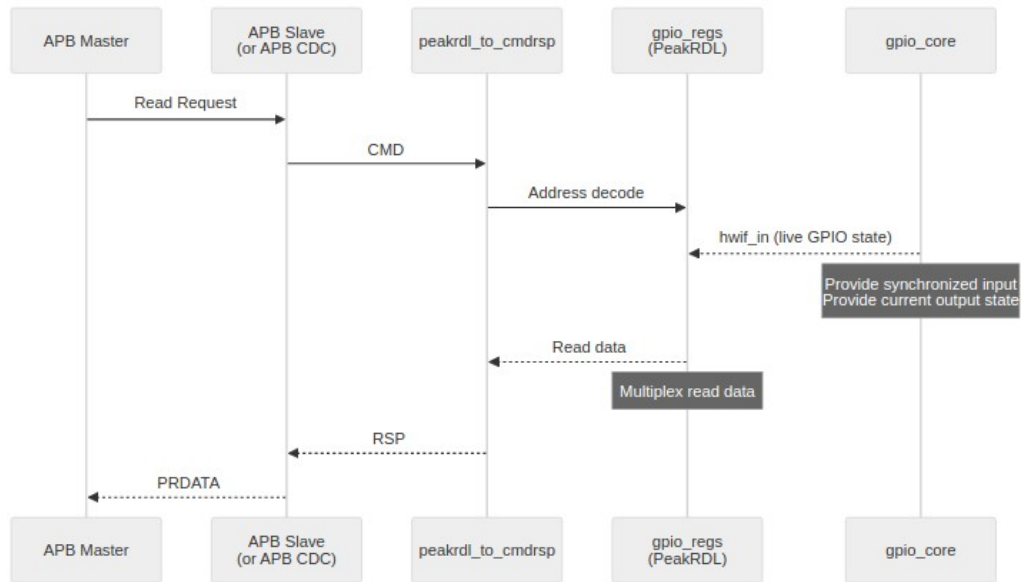 APB Master
APB Slave
(or APB CDC)
peakrdl_to_cmdrsp
gpio_regs
(PeakRDL)
gpio_core
Read Request
CMD
Address decode
hwif_in (live GPIO state)
Provide synchronized input
Provide current output state
Read data
Multiplex read data
RSP
PRDATA
APB Master
APB Slave
(or APB CDC)
peakrdl_to_cmdrsp
gpio_regs
(PeakRDL)
gpio_core